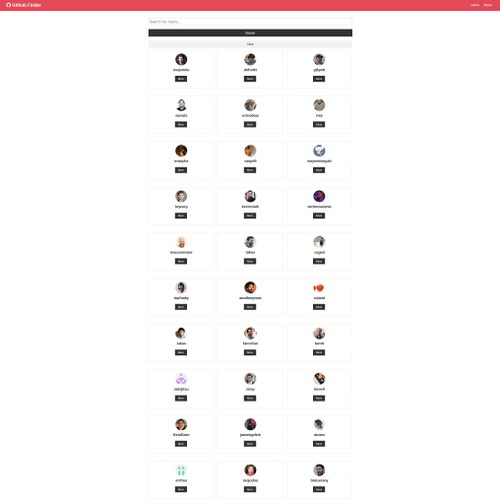 GitHub Finder
Home About
Search for Users...
Search
Clear
mojombo defunkt pjhyett
More More More
wycats ezmobius ivey
More More More
evanphx vanpelt wayneeseguin
More More More
brynary kevinclark technoweenie
More More More
macournoyer takeo caged
More More More
topfunky anotherjesse roland
More More More
lukas fanvsfan tomtt
More More More
railsjitsu nitay kevwil
More More More
KirinDave jamesgolick atmos
More More More
errfree mojodna bmizerany